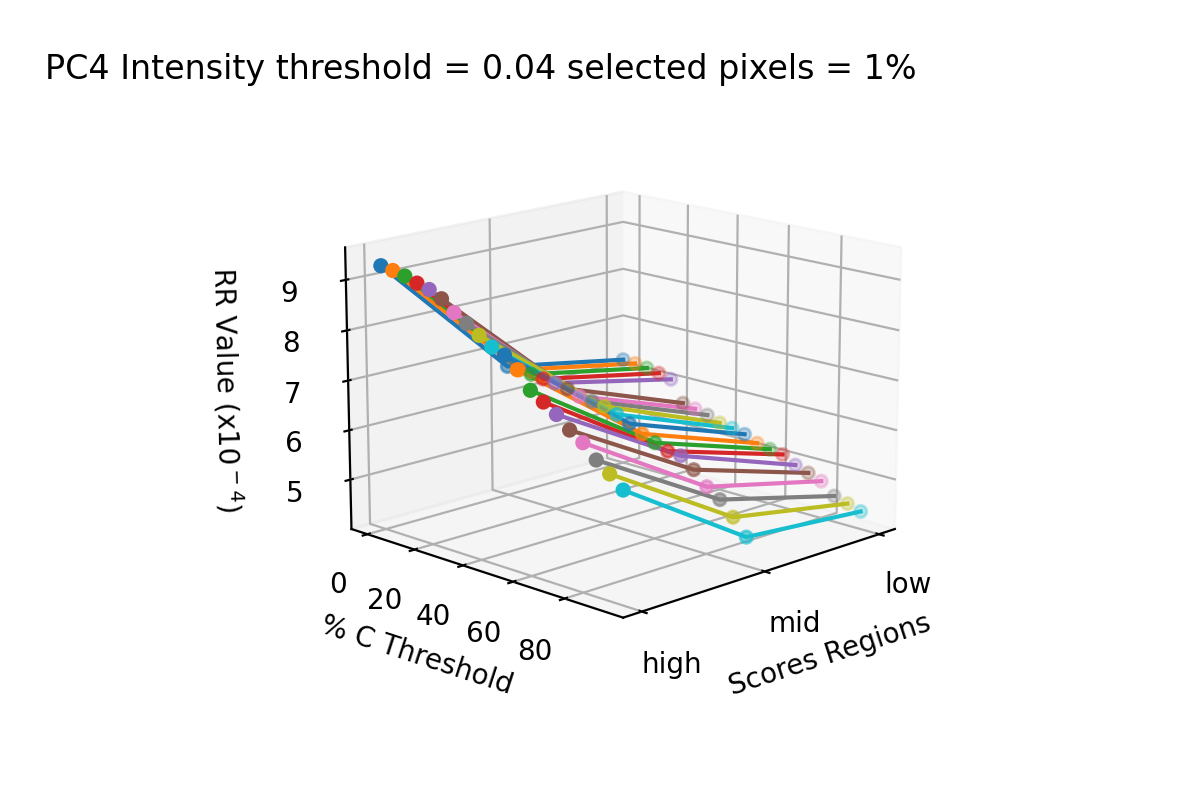 PC4 Intensity threshold = 0.04 selected pixels = 1%
RR Value (x10⁻⁴)
9
8
7
6
5
0
20
40
60
80
% C Threshold
high
mid
low
Scores Regions